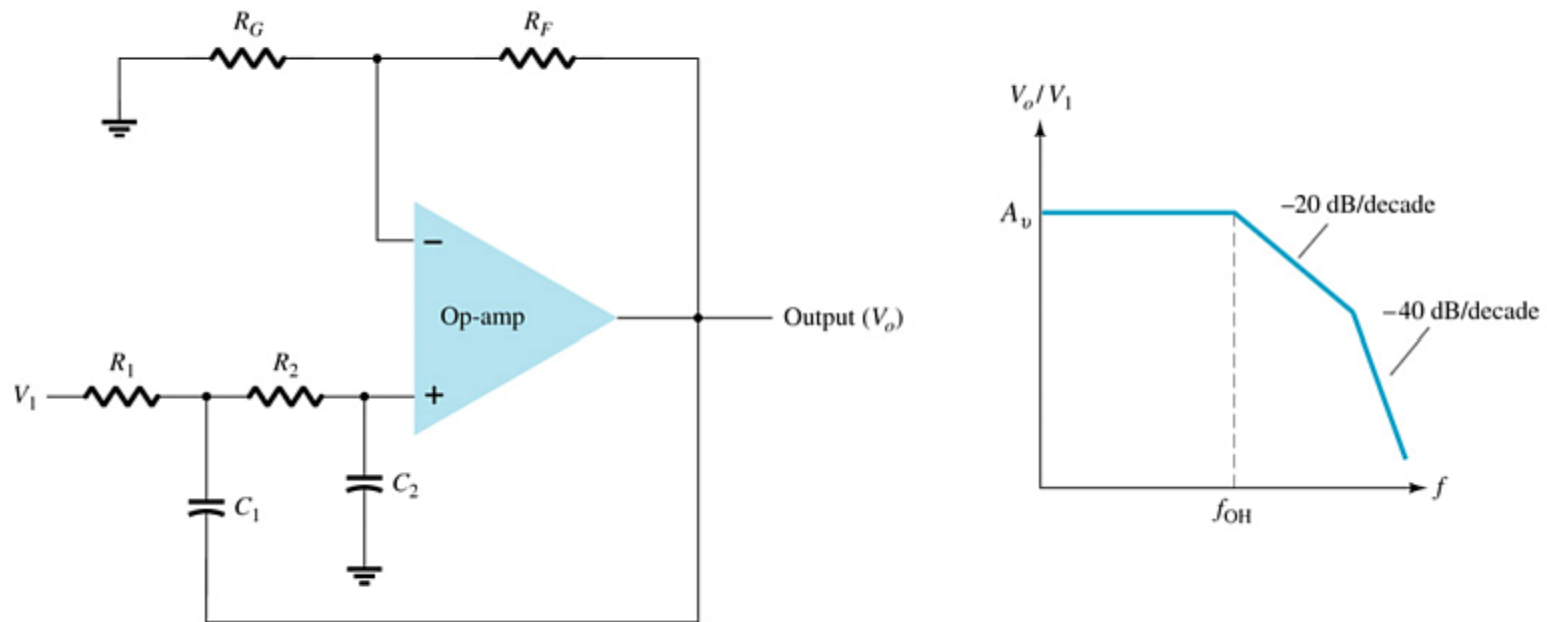 R_G
R_F
−
Op-amp
Output (V_o)
R_1
R_2
V_1
+
C_1
C_2
V_o/V_1
A_υ
−20 dB/decade
−40 dB/decade
f
f_OH